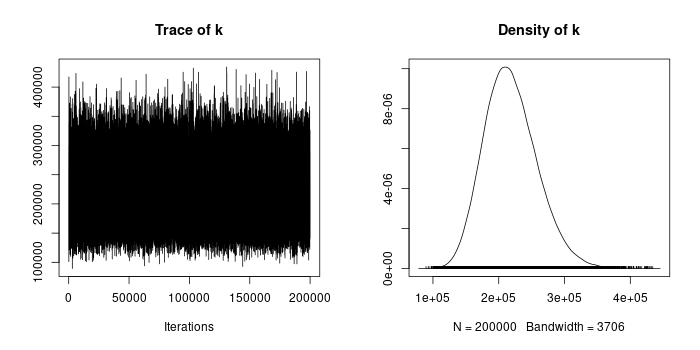 Trace of k
100000 200000 300000 400000
0 50000 100000 150000 200000
Iterations
Density of k
0e+00 4e-06 8e-06
1e+05 2e+05 3e+05 4e+05
N = 200000 Bandwidth = 3706